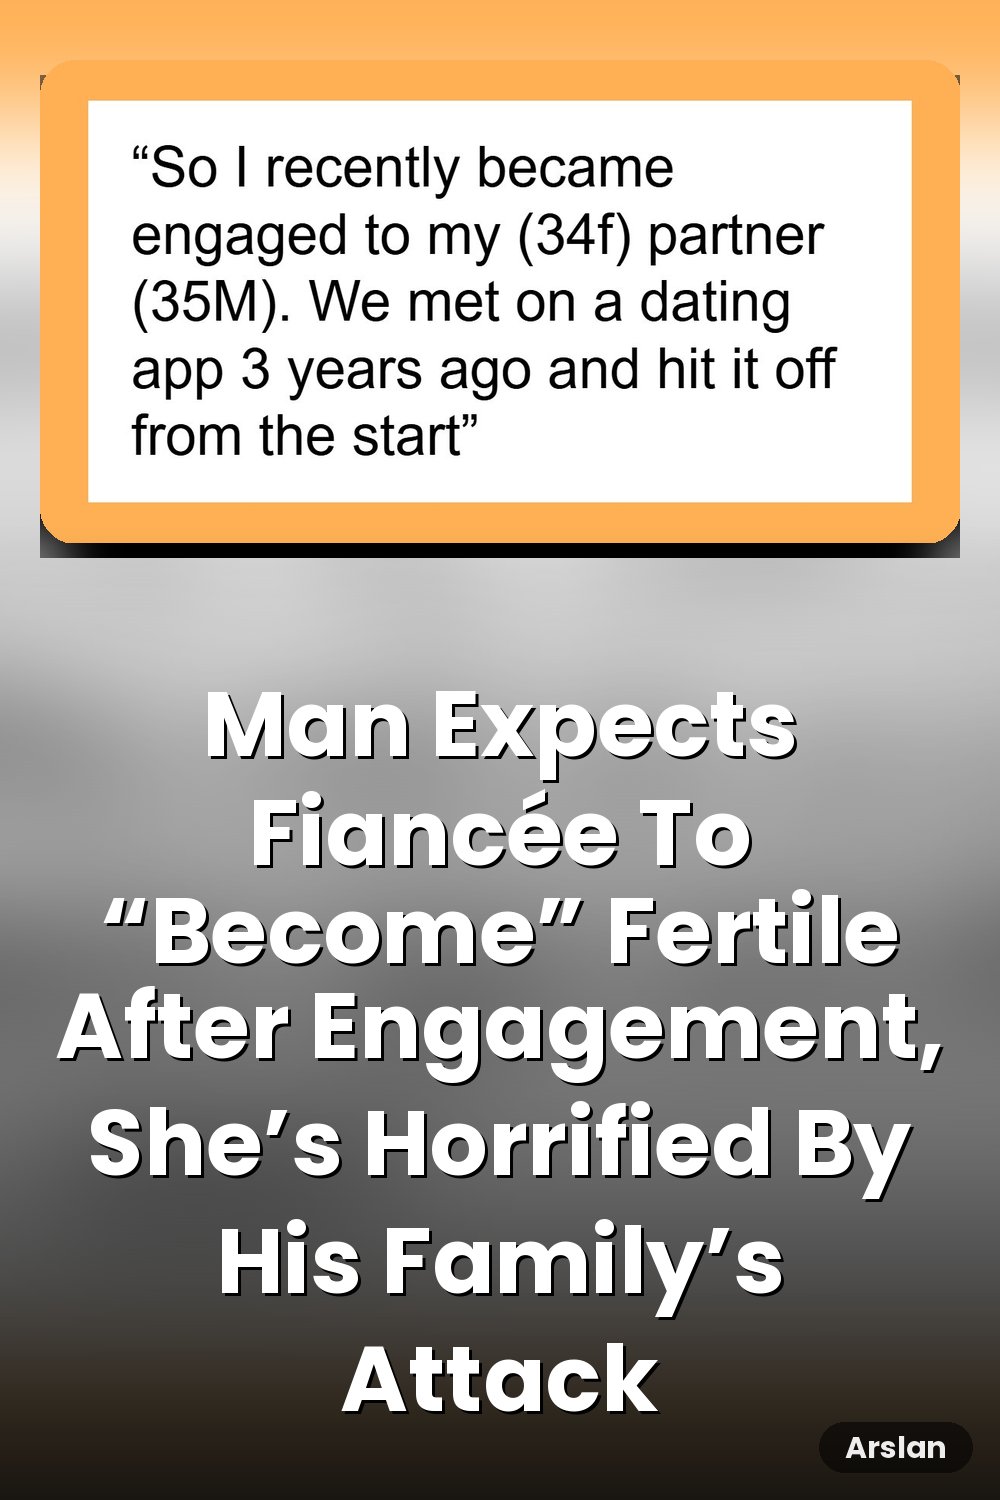 “So I recently became
engaged to my (34f) partner
(35M). We met on a dating
app 3 years ago and hit it off
from the start”
Man Expects
Fiancée To
“Become” Fertile
After Engagement,
She’s Horrified By
His Family’s
Attack
Arslan